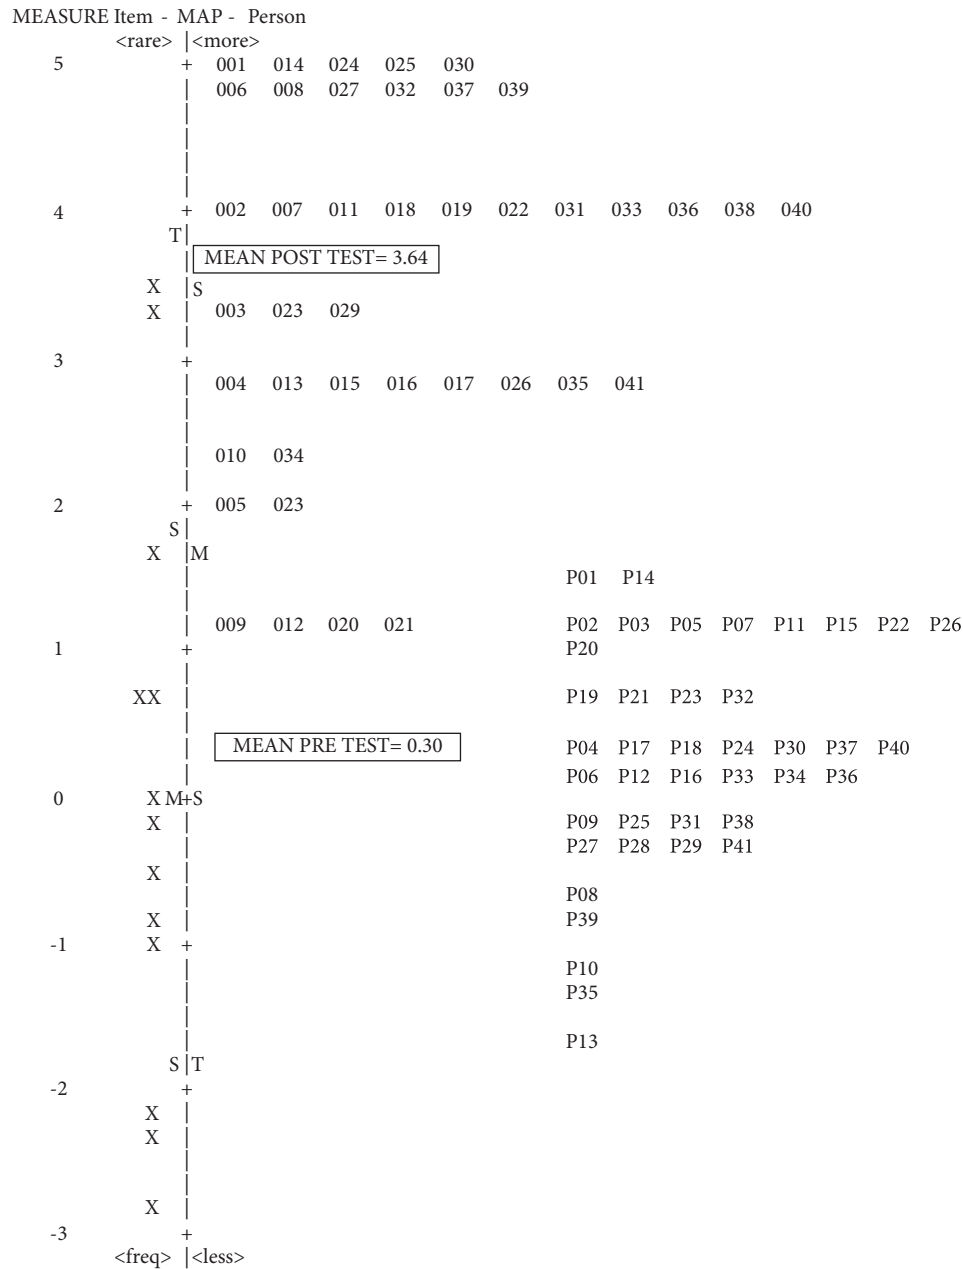 MEASURE Item - MAP - Person
<rare> |<more>
5 + 001 014 024 025 030
| 006 008 027 032 037 039
|
|
|
|
4 + 002 007 011 018 019 022 031 033 036 038 040
T|
| MEAN POST TEST= 3.64
X |S
X | 003 023 029
|
3 +
| 004 013 015 016 017 026 035 041
|
|
| 010 034
|
2 + 005 023
S|
X |M
| P01 P14
|
| 009 012 020 021 P02 P03 P05 P07 P11 P15 P22 P26
1 + P20
|
XX | P19 P21 P23 P32
|
| MEAN PRE TEST= 0.30 P04 P17 P18 P24 P30 P37 P40
| P06 P12 P16 P33 P34 P36
0 X M+S
X | P09 P25 P31 P38
| P27 P28 P29 P41
X |
| P08
X | P39
-1 X +
| P10
| P35
|
| P13
S|T
-2 +
X |
X |
|
|
X |
-3 +
<freq> |<less>